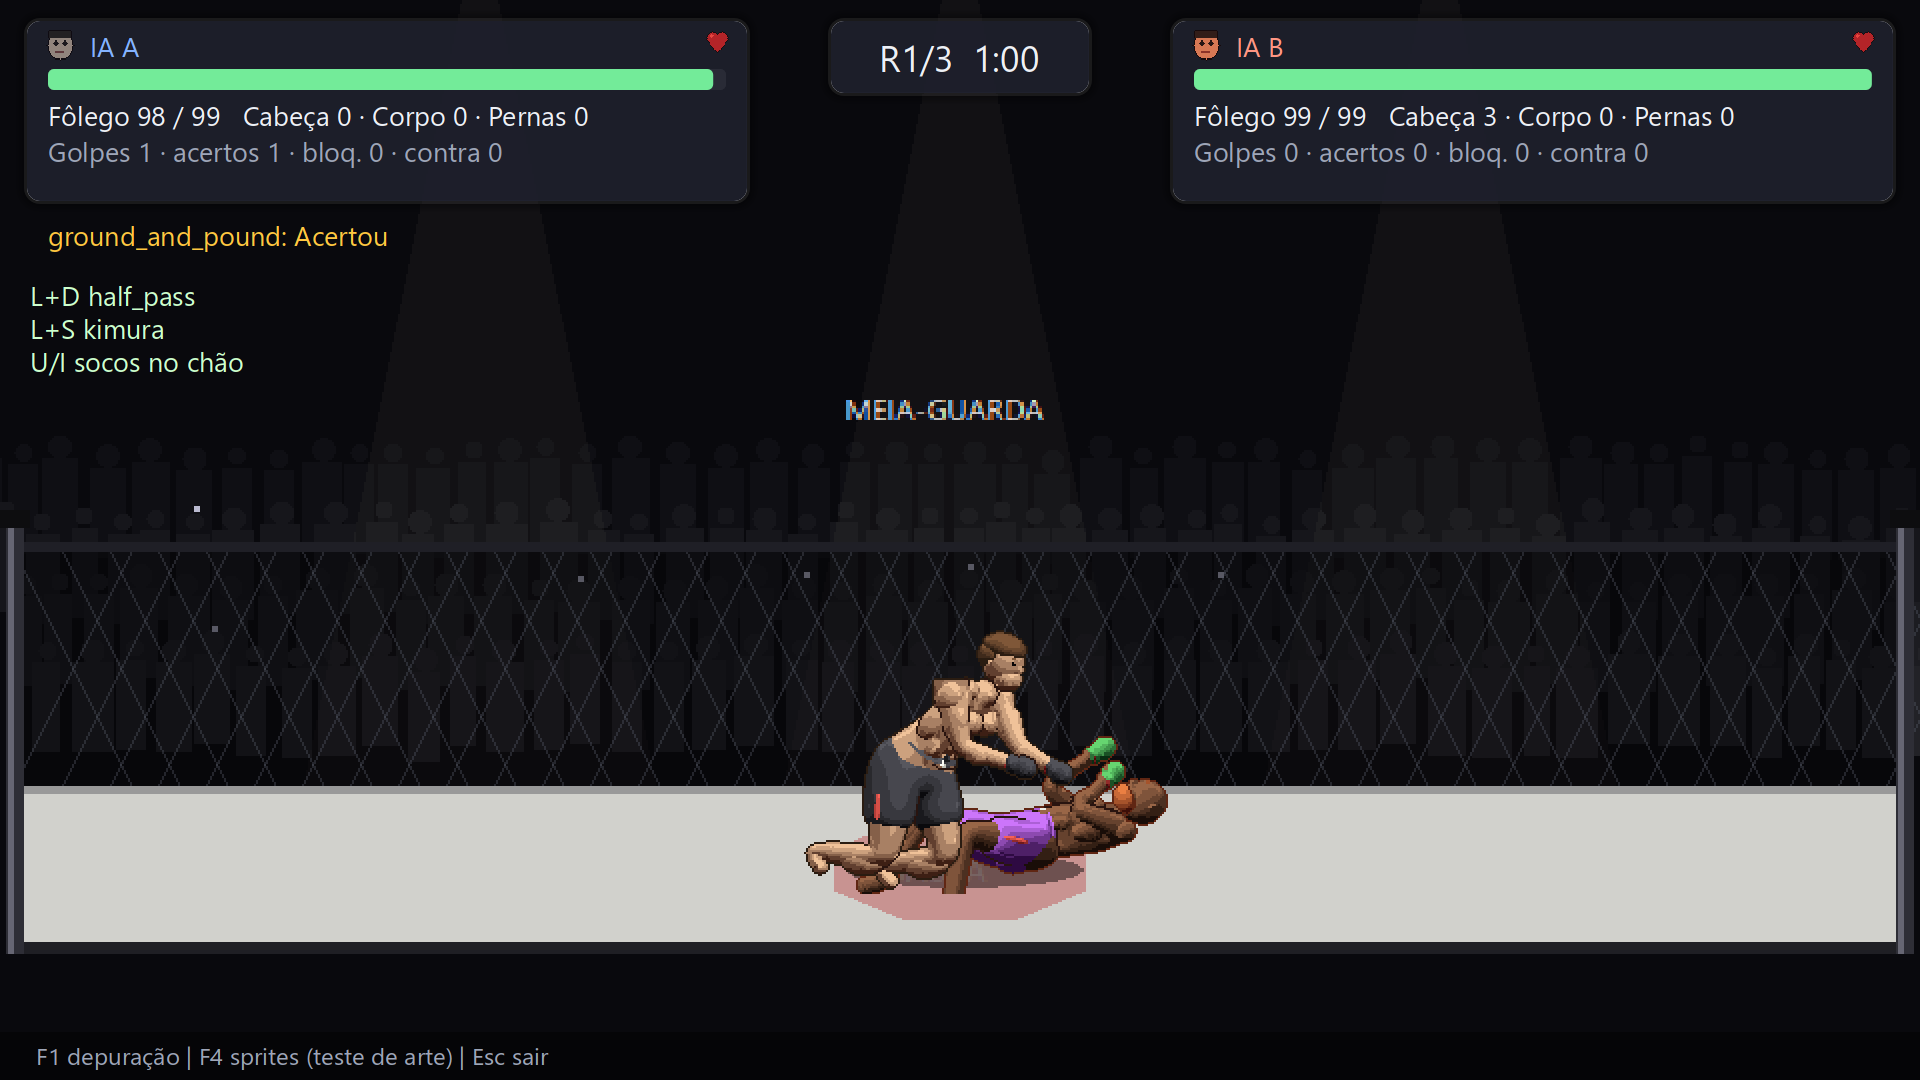 IA A
Fôlego 98 / 99   Cabeça 0 · Corpo 0 · Pernas 0
Golpes 1 · acertos 1 · bloq. 0 · contra 0
R1/3  1:00
IA B
Fôlego 99 / 99   Cabeça 3 · Corpo 0 · Pernas 0
Golpes 0 · acertos 0 · bloq. 0 · contra 0
ground_and_pound: Acertou
L+D half_pass
L+S kimura
U/I socos no chão
MEIA-GUARDA
F1 depuração | F4 sprites (teste de arte) | Esc sair